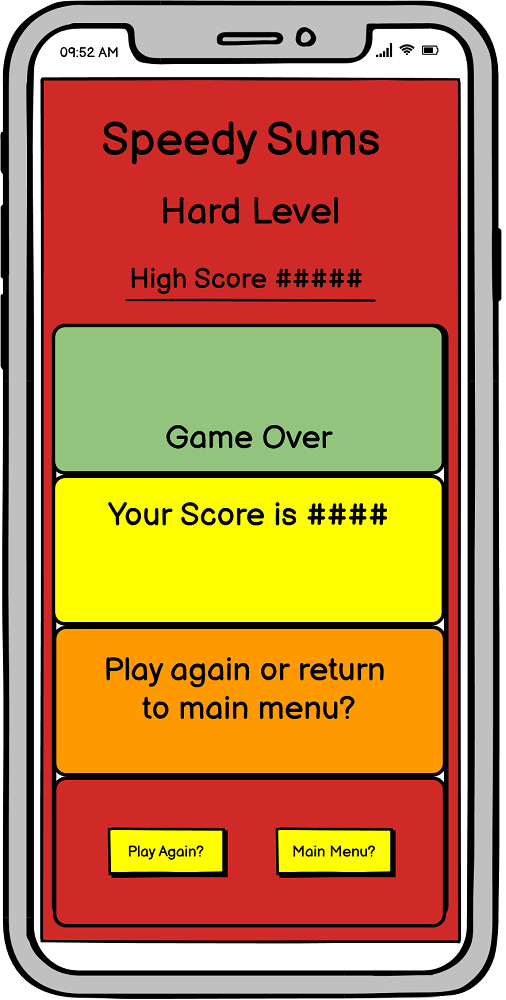 09:52 AM
Speedy Sums
Hard Level
High Score #####
Game Over
Your Score is ####
Play again or return
to main menu?
Play Again?
Main Menu?